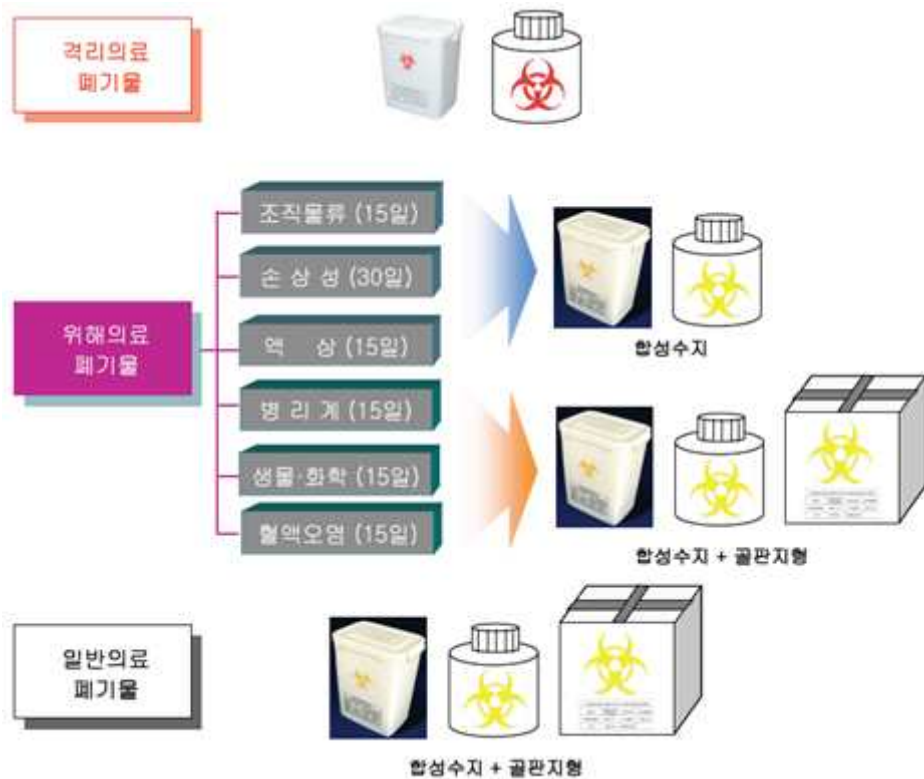 격리의료
폐기물
조직물류 (15일)
손 상 성 (30일)
액 상 (15일)
합성수지
위해의료
폐기물
병 리 계 (15일)
생물·화학 (15일)
혈액오염 (15일)
합성수지 + 골판지형
일반의료
폐기물
합성수지 + 골판지형